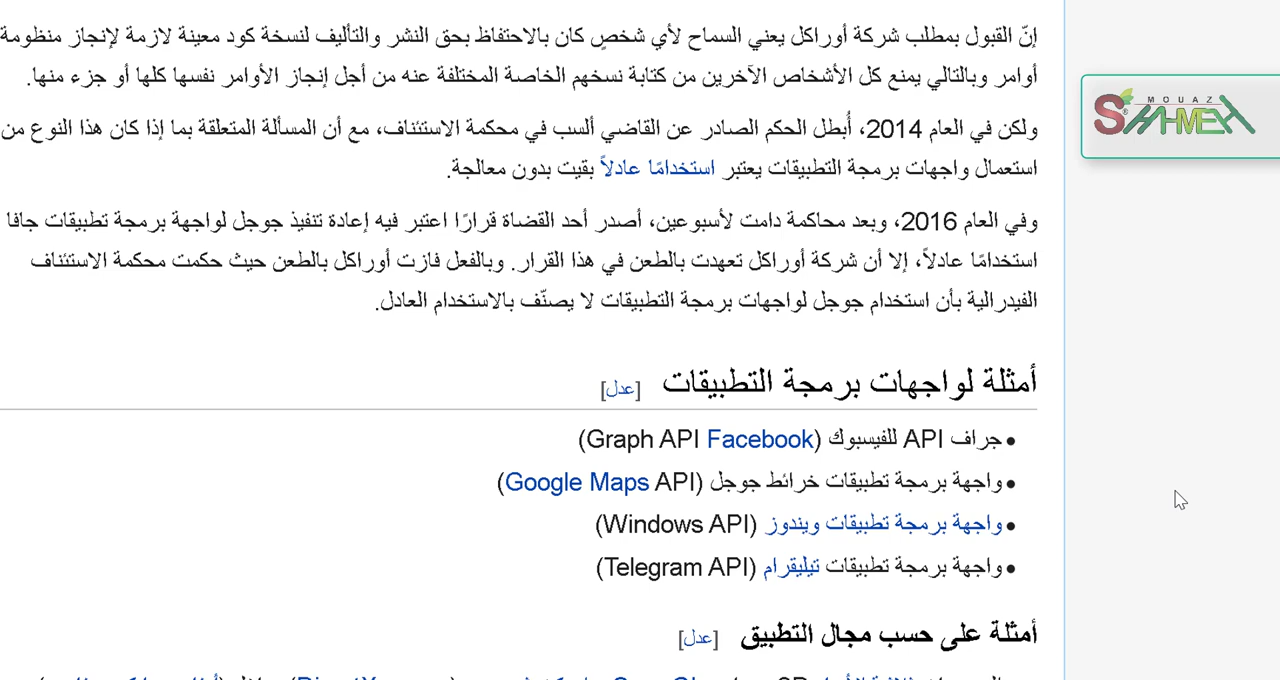 إنّ القبول بمطلب شركة أوراكل يعني السماح لأي شخصٍ كان بالاحتفاظ بحق النشر والتأليف لنسخة كود معينة لازمة لإنجاز منظومة
أوامر وبالتالي يمنع كل الأشخاص الآخرين من كتابة نسخهم الخاصة المختلفة عنه من أجل إنجاز الأوامر نفسها كلها أو جزء منها.
ولكن في العام 2014، أُبطل الحكم الصادر عن القاضي ألسب في محكمة الاستئناف، مع أن المسألة المتعلقة بما إذا كان هذا النوع من
استعمال واجهات برمجة التطبيقات يعتبر استخدامًا عادلاً بقيت بدون معالجة.
وفي العام 2016، وبعد محاكمة دامت لأسبوعين، أصدر أحد القضاة قرارًا اعتبر فيه إعادة تنفيذ جوجل لواجهة برمجة تطبيقات جافا
استخدامًا عادلاً، إلا أن شركة أوراكل تعهدت بالطعن في هذا القرار. وبالفعل فازت أوراكل بالطعن حيث حكمت محكمة الاستئناف
الفيدرالية بأن استخدام جوجل لواجهات برمجة التطبيقات لا يصنّف بالاستخدام العادل.
أمثلة لواجهات برمجة التطبيقات [عدل]
• جراف API للفيسبوك (Graph API Facebook)
• واجهة برمجة تطبيقات خرائط جوجل (Google Maps API)
• واجهة برمجة تطبيقات ويندوز (Windows API)
• واجهة برمجة تطبيقات تيليقرام (Telegram API)
أمثلة على حسب مجال التطبيق [عدل]
MOUAZ